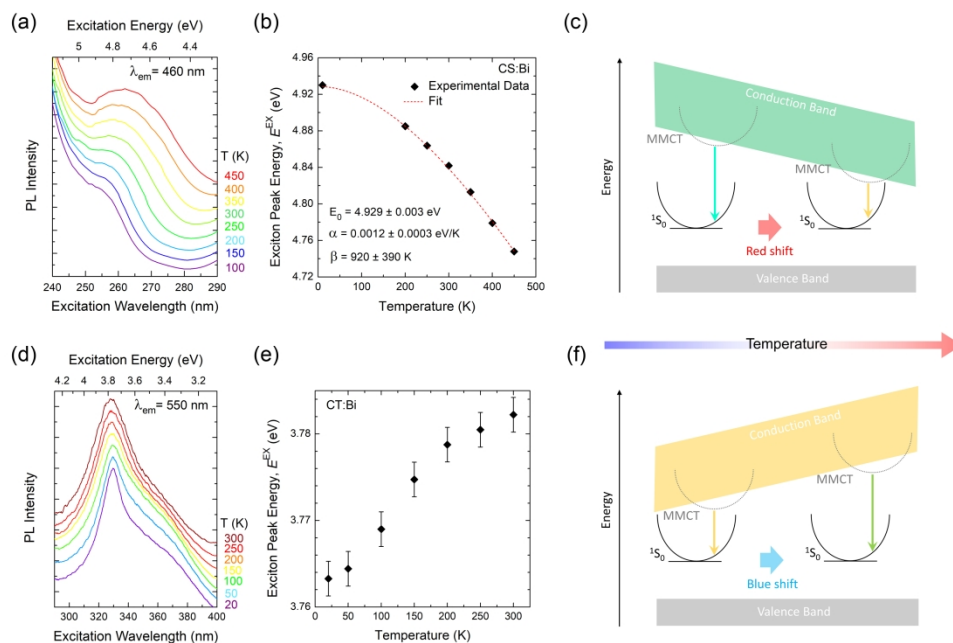 (a)
Excitation Energy (eV)
5 4.8 4.6 4.4
λem= 460 nm
PL Intensity
T (K)
450
400
350
300
250
200
150
100
240 250 260 270 280 290
Excitation Wavelength (nm)
(b)
4.96
4.92
4.88
4.84
4.80
4.76
4.72
Exciton Peak Energy, E^EX (eV)
CS:Bi
Experimental Data
Fit
E0 = 4.929 ± 0.003 eV
α = 0.0012 ± 0.0003 eV/K
β = 920 ± 390 K
0 100 200 300 400 500
Temperature (K)
(c)
Energy
Conduction Band
MMCT
MMCT
¹S0
¹S0
Red shift
Valence Band
Temperature
(d)
Excitation Energy (eV)
4.2 4 3.8 3.6 3.4 3.2
λem= 550 nm
PL Intensity
T (K)
300
250
200
150
100
50
20
300 320 340 360 380 400
Excitation Wavelength (nm)
(e)
CT:Bi
3.78
3.77
3.76
Exciton Peak Energy, E^EX (eV)
0 50 100 150 200 250 300
Temperature (K)
(f)
Energy
Conduction Band
MMCT
MMCT
¹S0
¹S0
Blue shift
Valence Band